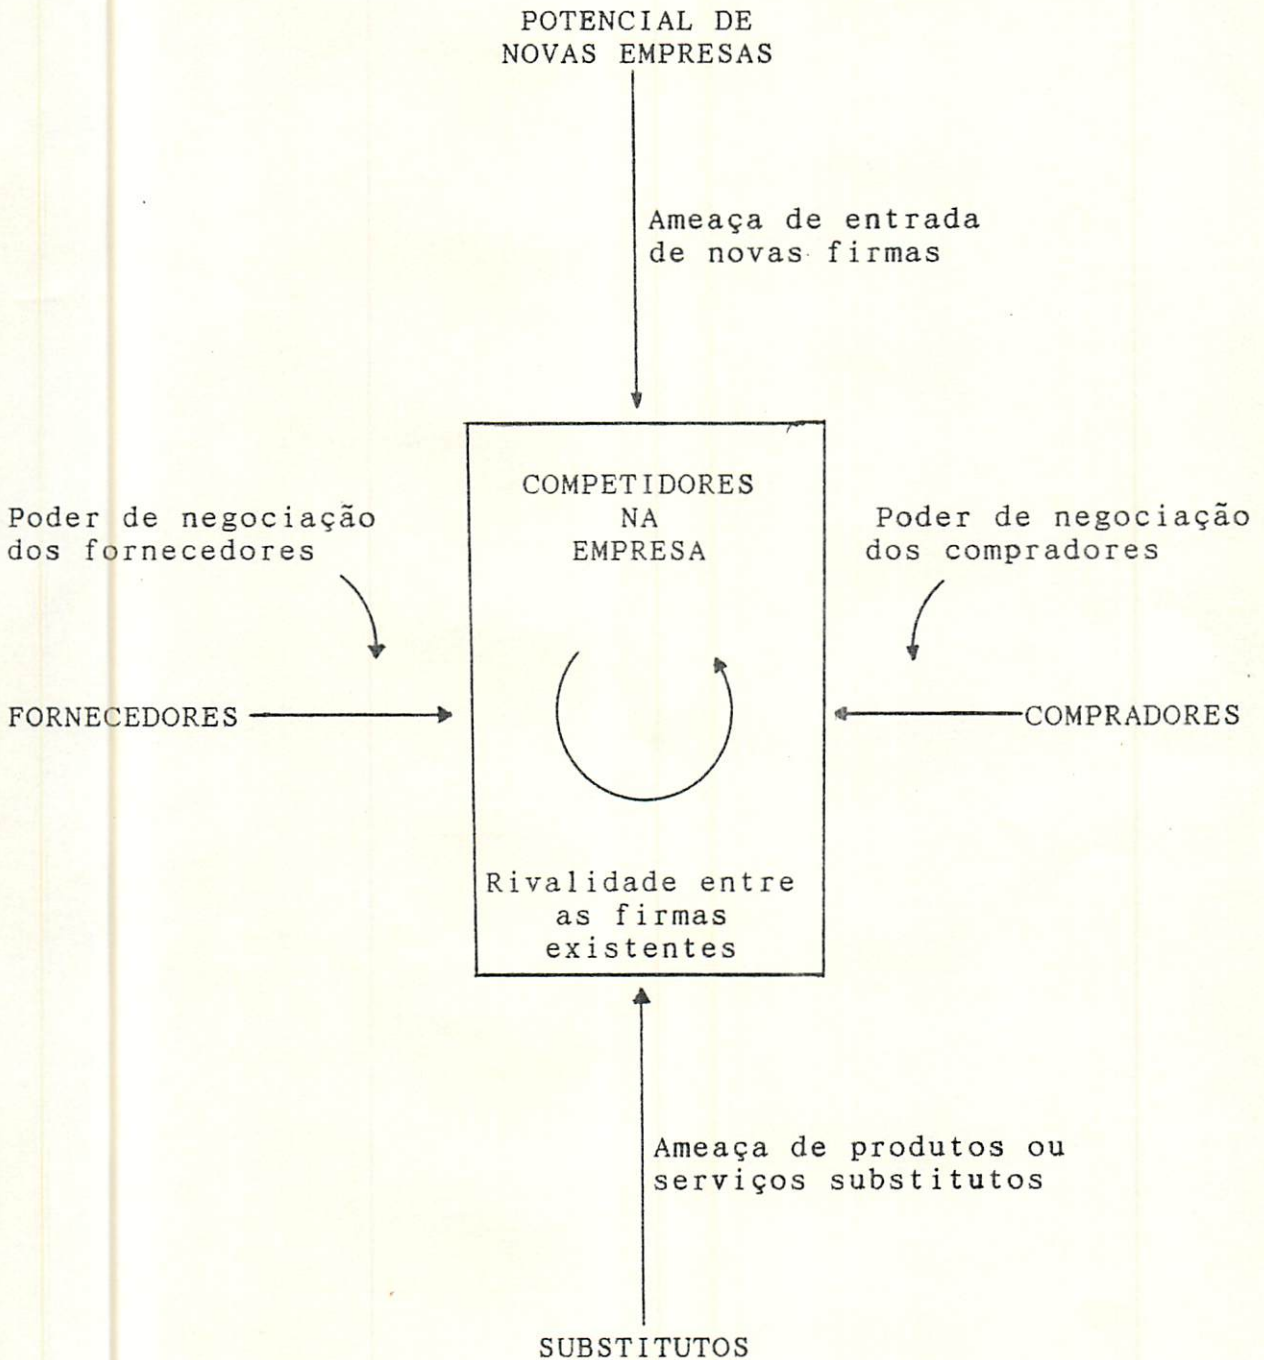 POTENCIAL DE
NOVAS EMPRESAS
Ameaça de entrada
de novas firmas
COMPETIDORES
NA
EMPRESA
Poder de negociação
dos fornecedores
Poder de negociação
dos compradores
FORNECEDORES
COMPRADORES
Rivalidade entre
as firmas
existentes
Ameaça de produtos ou
serviços substitutos
SUBSTITUTOS